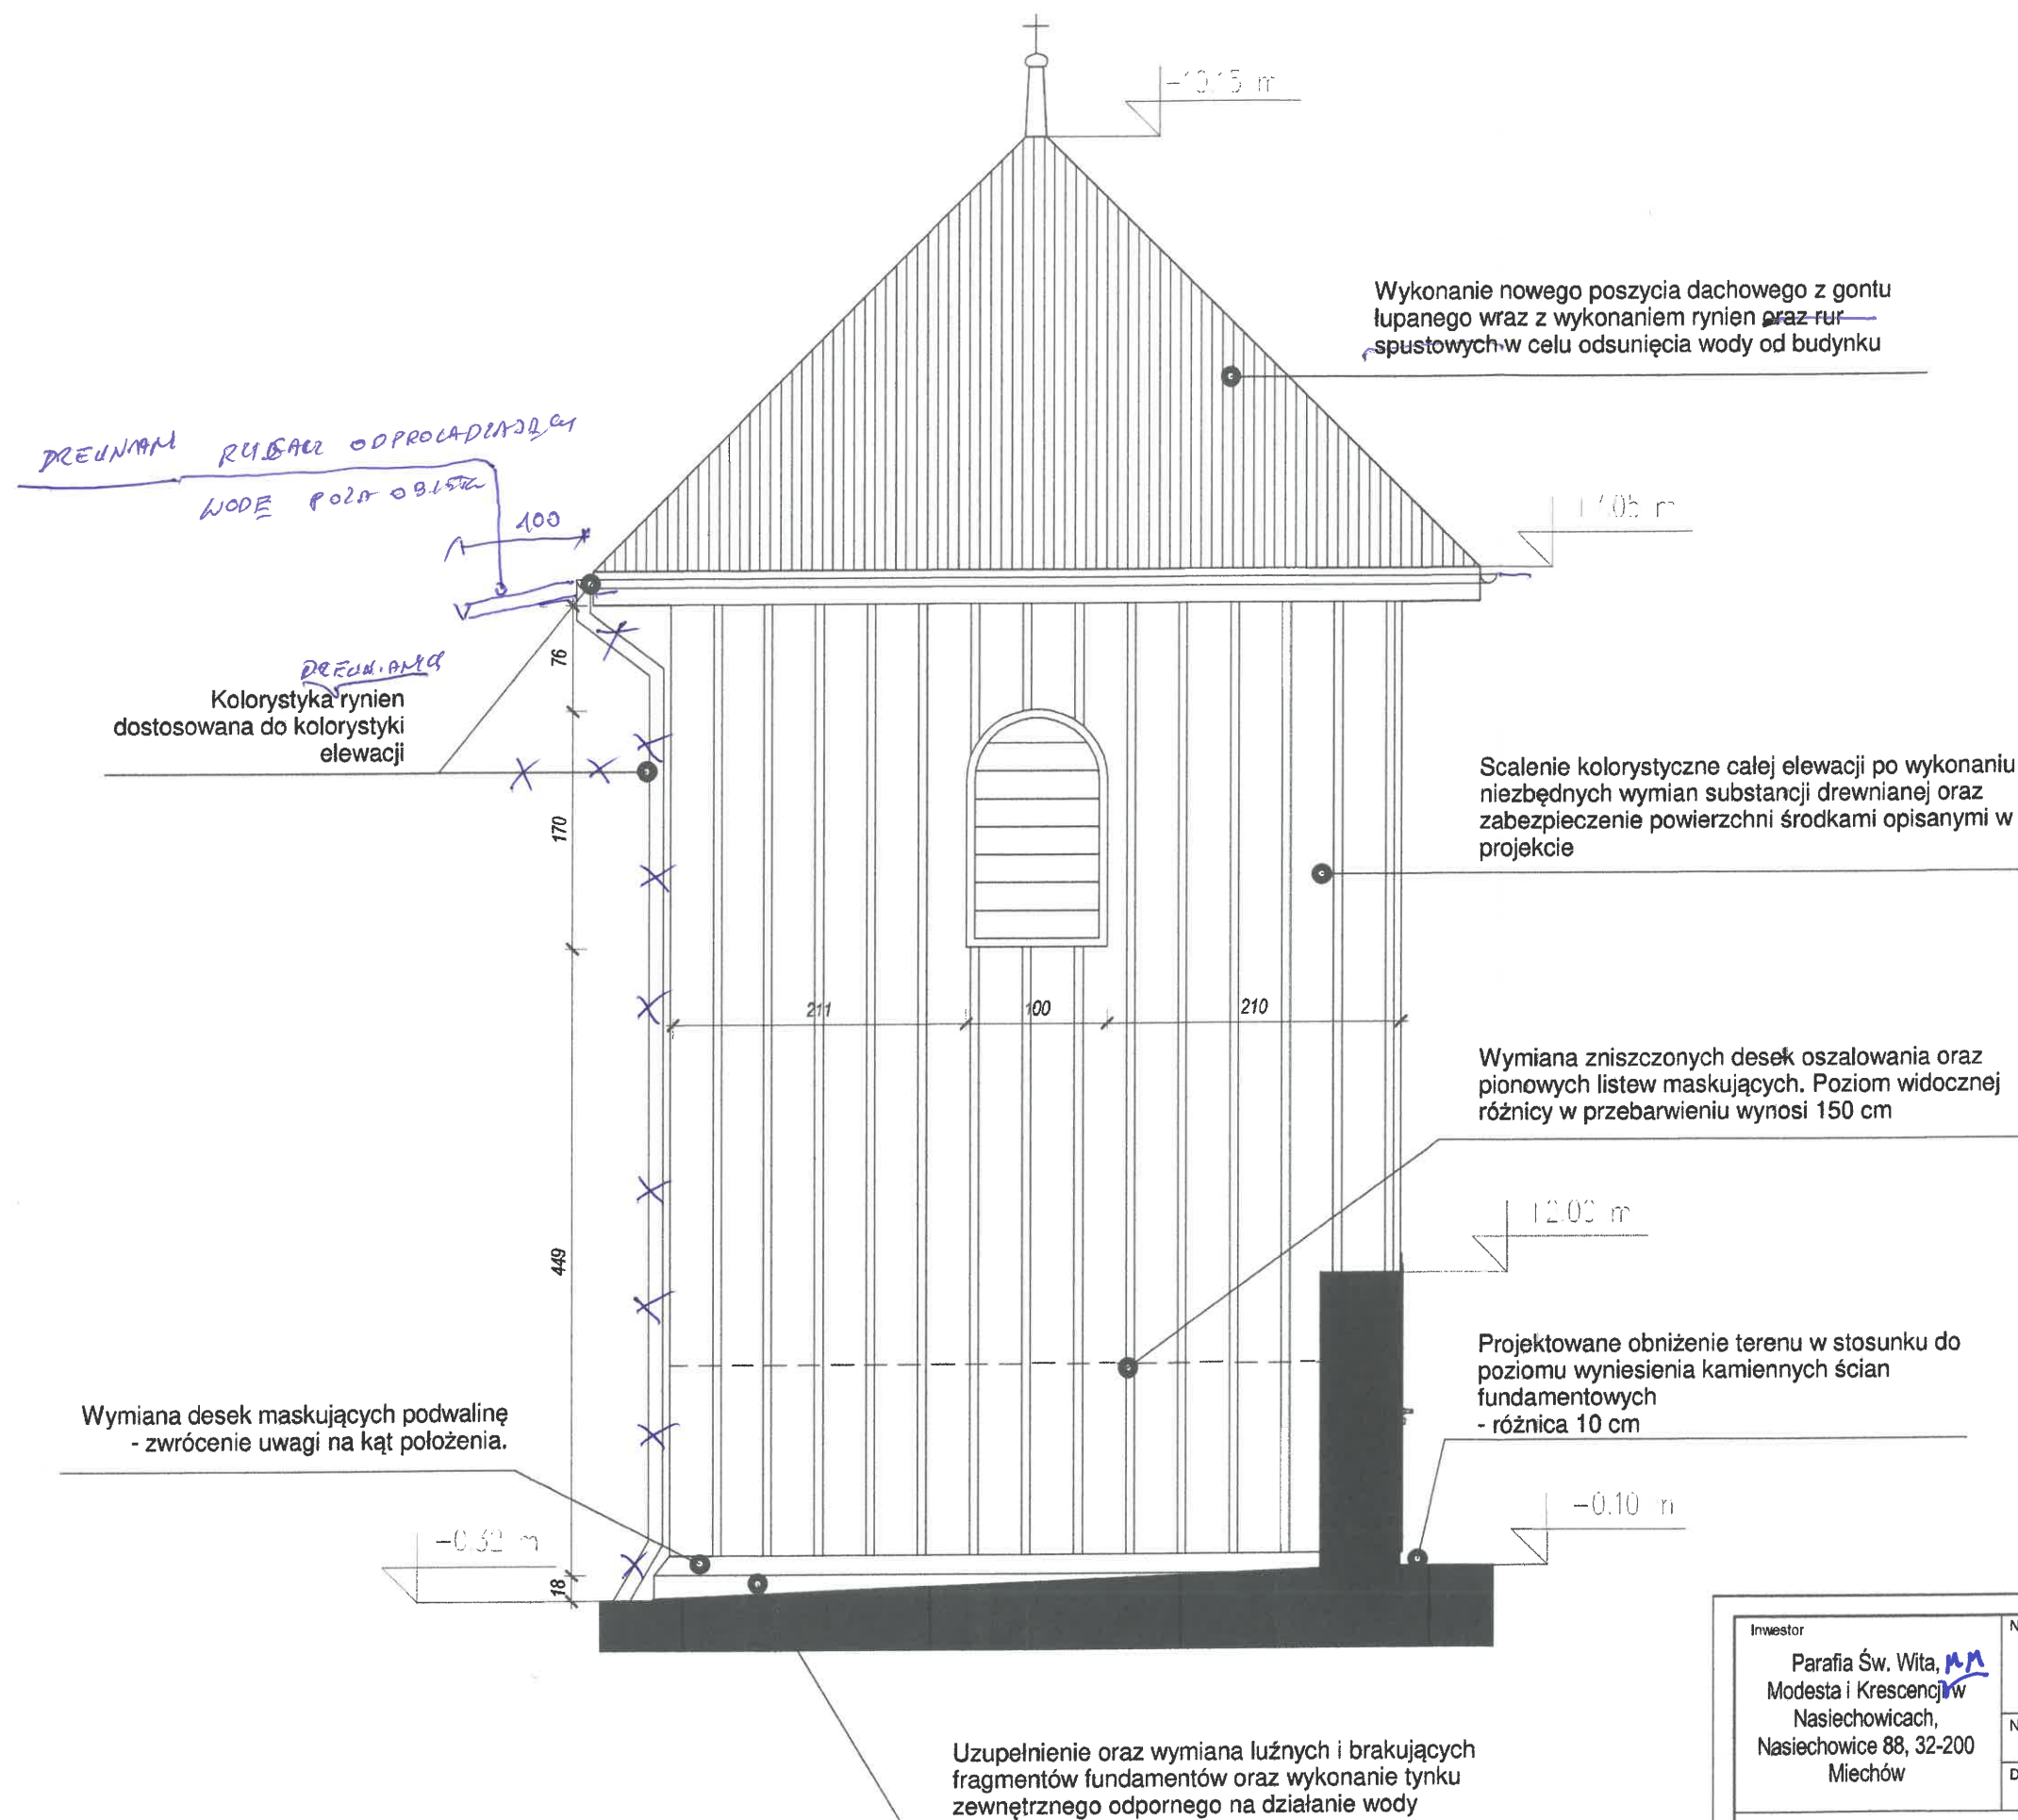 Wykonanie nowego poszycia dachowego z gontu
łupanego wraz z wykonaniem rynien oraz rur
spustowych w celu odsunięcia wody od budynku
WODĘ POZA
100
76
Kolorystyka rynien
dostosowana do kolorystyki
elewacji
170
Scalenie kolorystyczne całej elewacji po wykonaniu
niezbędnych wymian substancji drewnianej oraz
zabezpieczenie powierzchni środkami opisanymi w
projekcie
211
100
210
Wymiana zniszczonych desek oszalowania oraz
pionowych listew maskujących. Poziom widocznej
różnicy w przebarwieniu wynosi 150 cm
449
Projektowane obniżenie terenu w stosunku do
poziomu wyniesienia kamiennych ścian
fundamentowych
- różnica 10 cm
Wymiana desek maskujących podwalinę
- zwrócenie uwagi na kąt położenia.
-0.10
18
Inwestor
Parafia Św. Wita, MM
Modesta i Krescencji w
Nasiechowicach,
Nasiechowice 88, 32-200
Miechów
N
N
D
Uzupełnienie oraz wymiana luźnych i brakujących
fragmentów fundamentów oraz wykonanie tynku
zewnętrznego odpornego na działanie wody